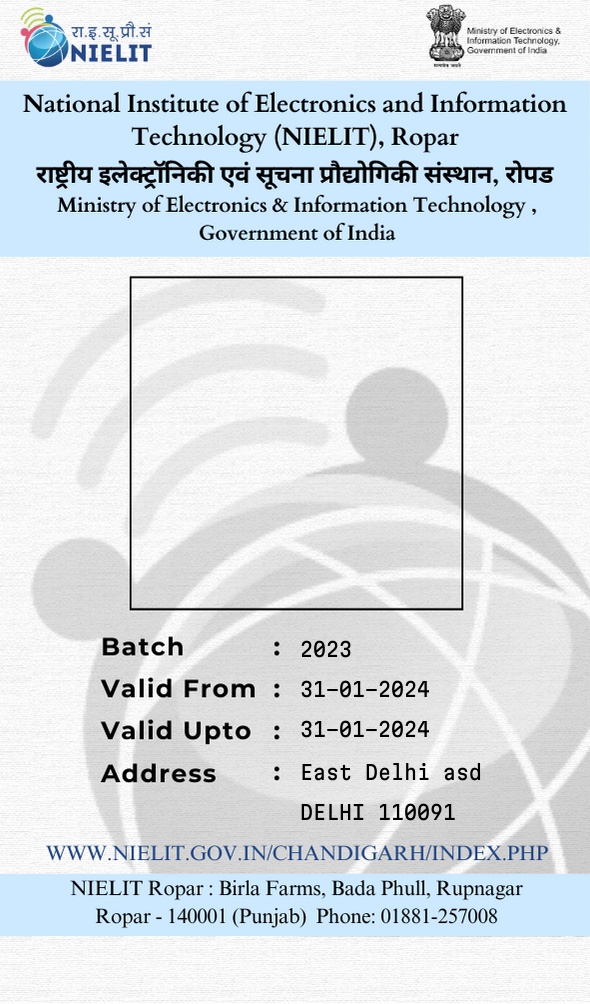 रा.इ.सू.प्रौ.सं
NIELIT
सत्यमेव जयते
Ministry of Electronics &
Information Technology,
Government of India
National Institute of Electronics and Information
Technology (NIELIT), Ropar
राष्ट्रीय इलेक्ट्रॉनिकी एवं सूचना प्रौद्योगिकी संस्थान, रोपड
Ministry of Electronics & Information Technology ,
Government of India
Batch : 2023
Valid From : 31-01-2024
Valid Upto : 31-01-2024
Address : East Delhi asd
DELHI 110091
WWW.NIELIT.GOV.IN/CHANDIGARH/INDEX.PHP
NIELIT Ropar : Birla Farms, Bada Phull, Rupnagar
Ropar - 140001 (Punjab) Phone: 01881-257008